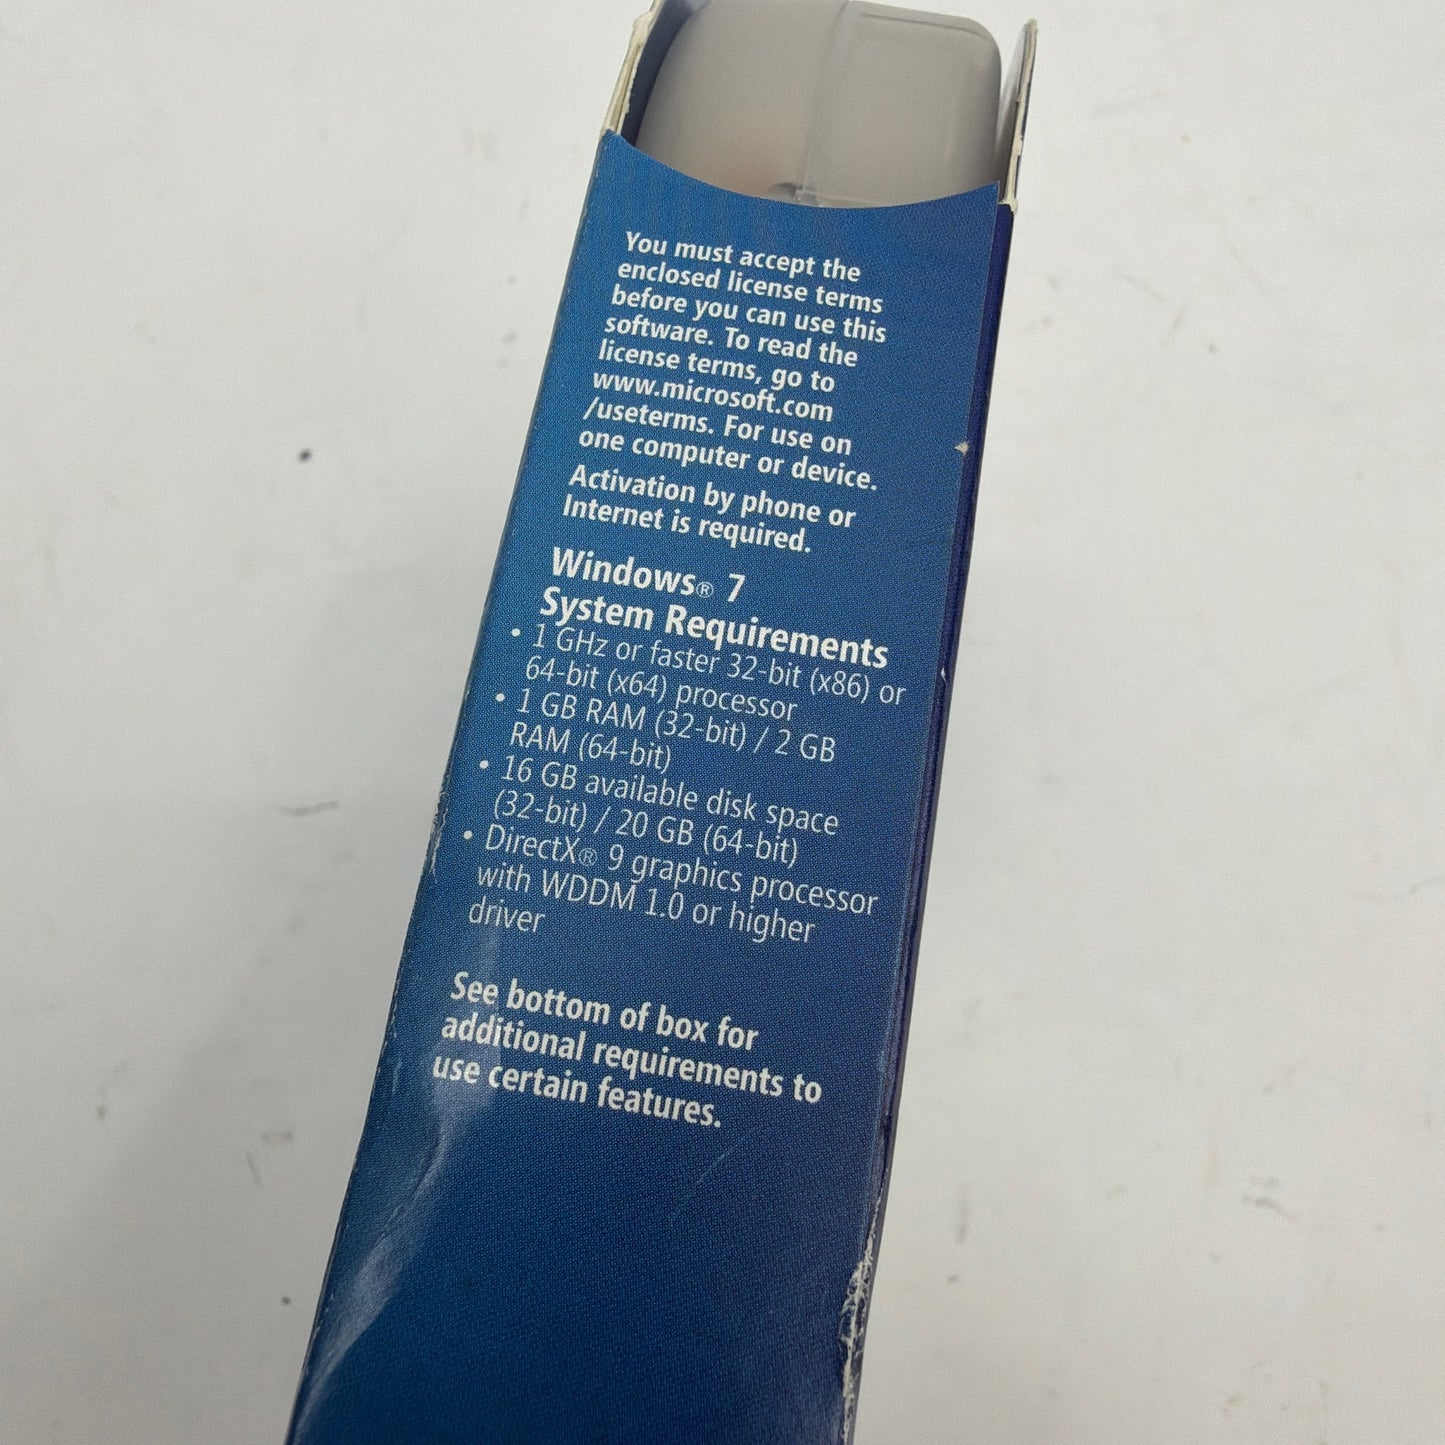 You must accept the
enclosed license terms
before you can use this
software. To read the
license terms, go to
www.microsoft.com
/useterms. For use on
one computer or device.
Activation by phone or
Internet is required.
Windows® 7
System Requirements
• 1 GHz or faster 32-bit (x86) or
64-bit (x64) processor
• 1 GB RAM (32-bit) / 2 GB
RAM (64-bit)
• 16 GB available disk space
(32-bit) / 20 GB (64-bit)
• DirectX® 9 graphics processor
with WDDM 1.0 or higher
driver
See bottom of box for
additional requirements to
use certain features.